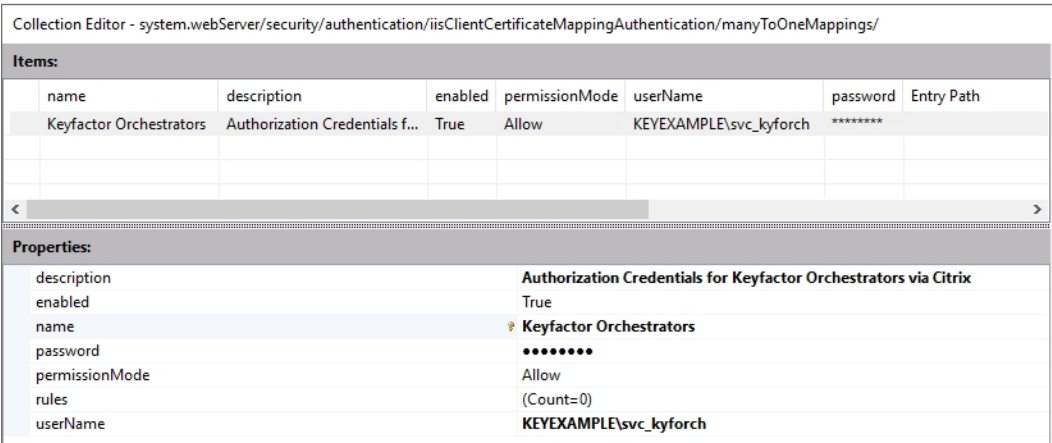 Collection Editor - system.webServer/security/authentication/iisClientCertificateMappingAuthentication/manyToOneMappings/
Items:
name description enabled permissionMode userName password Entry Path
Keyfactor Orchestrators Authorization Credentials f... True Allow KEYEXAMPLE\svc_kyforch ********
Properties:
description Authorization Credentials for Keyfactor Orchestrators via Citrix
enabled True
name Keyfactor Orchestrators
password ●●●●●●●●
permissionMode Allow
rules (Count=0)
userName KEYEXAMPLE\svc_kyforch